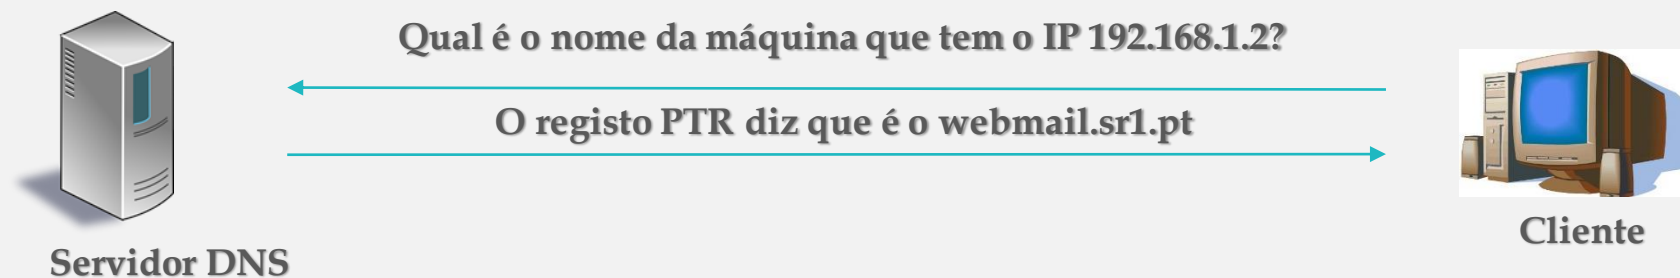 Qual é o nome da máquina que tem o IP 192.168.1.2?
O registo PTR diz que é o webmail.sr1.pt
Servidor DNS
Cliente